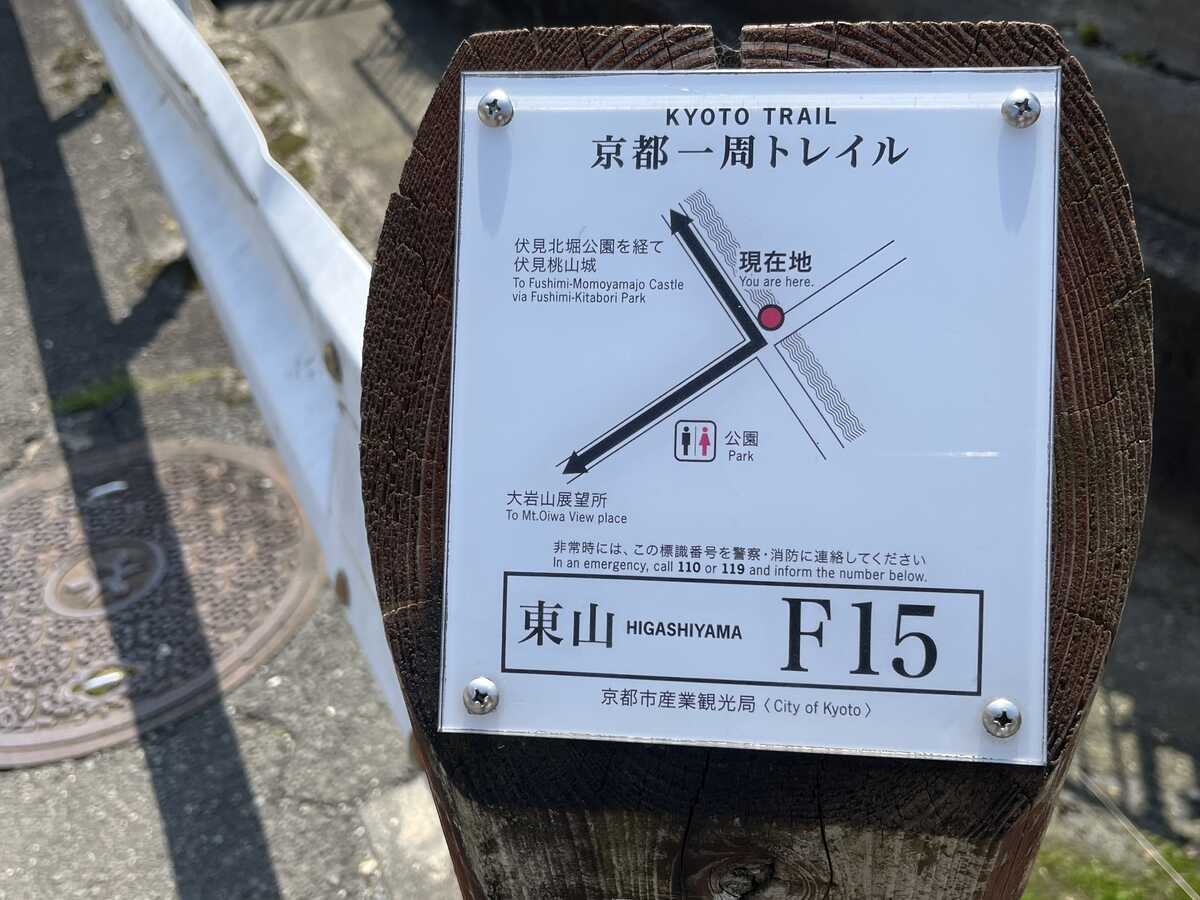 KYOTO TRAIL
京都一周トレイル
伏見北堀公園を経て
伏見桃山城
To Fushimi-Momoyamajo Castle
via Fushimi-Kitabori Park
現在地
You are here.
公園
Park
大岩山展望所
To Mt.Oiwa View place
非常時には、この標識番号を警察・消防に連絡してください
In an emergency, call 110 or 119 and inform the number below.
東山 HIGASHIYAMA F15
京都市産業観光局〈City of Kyoto〉